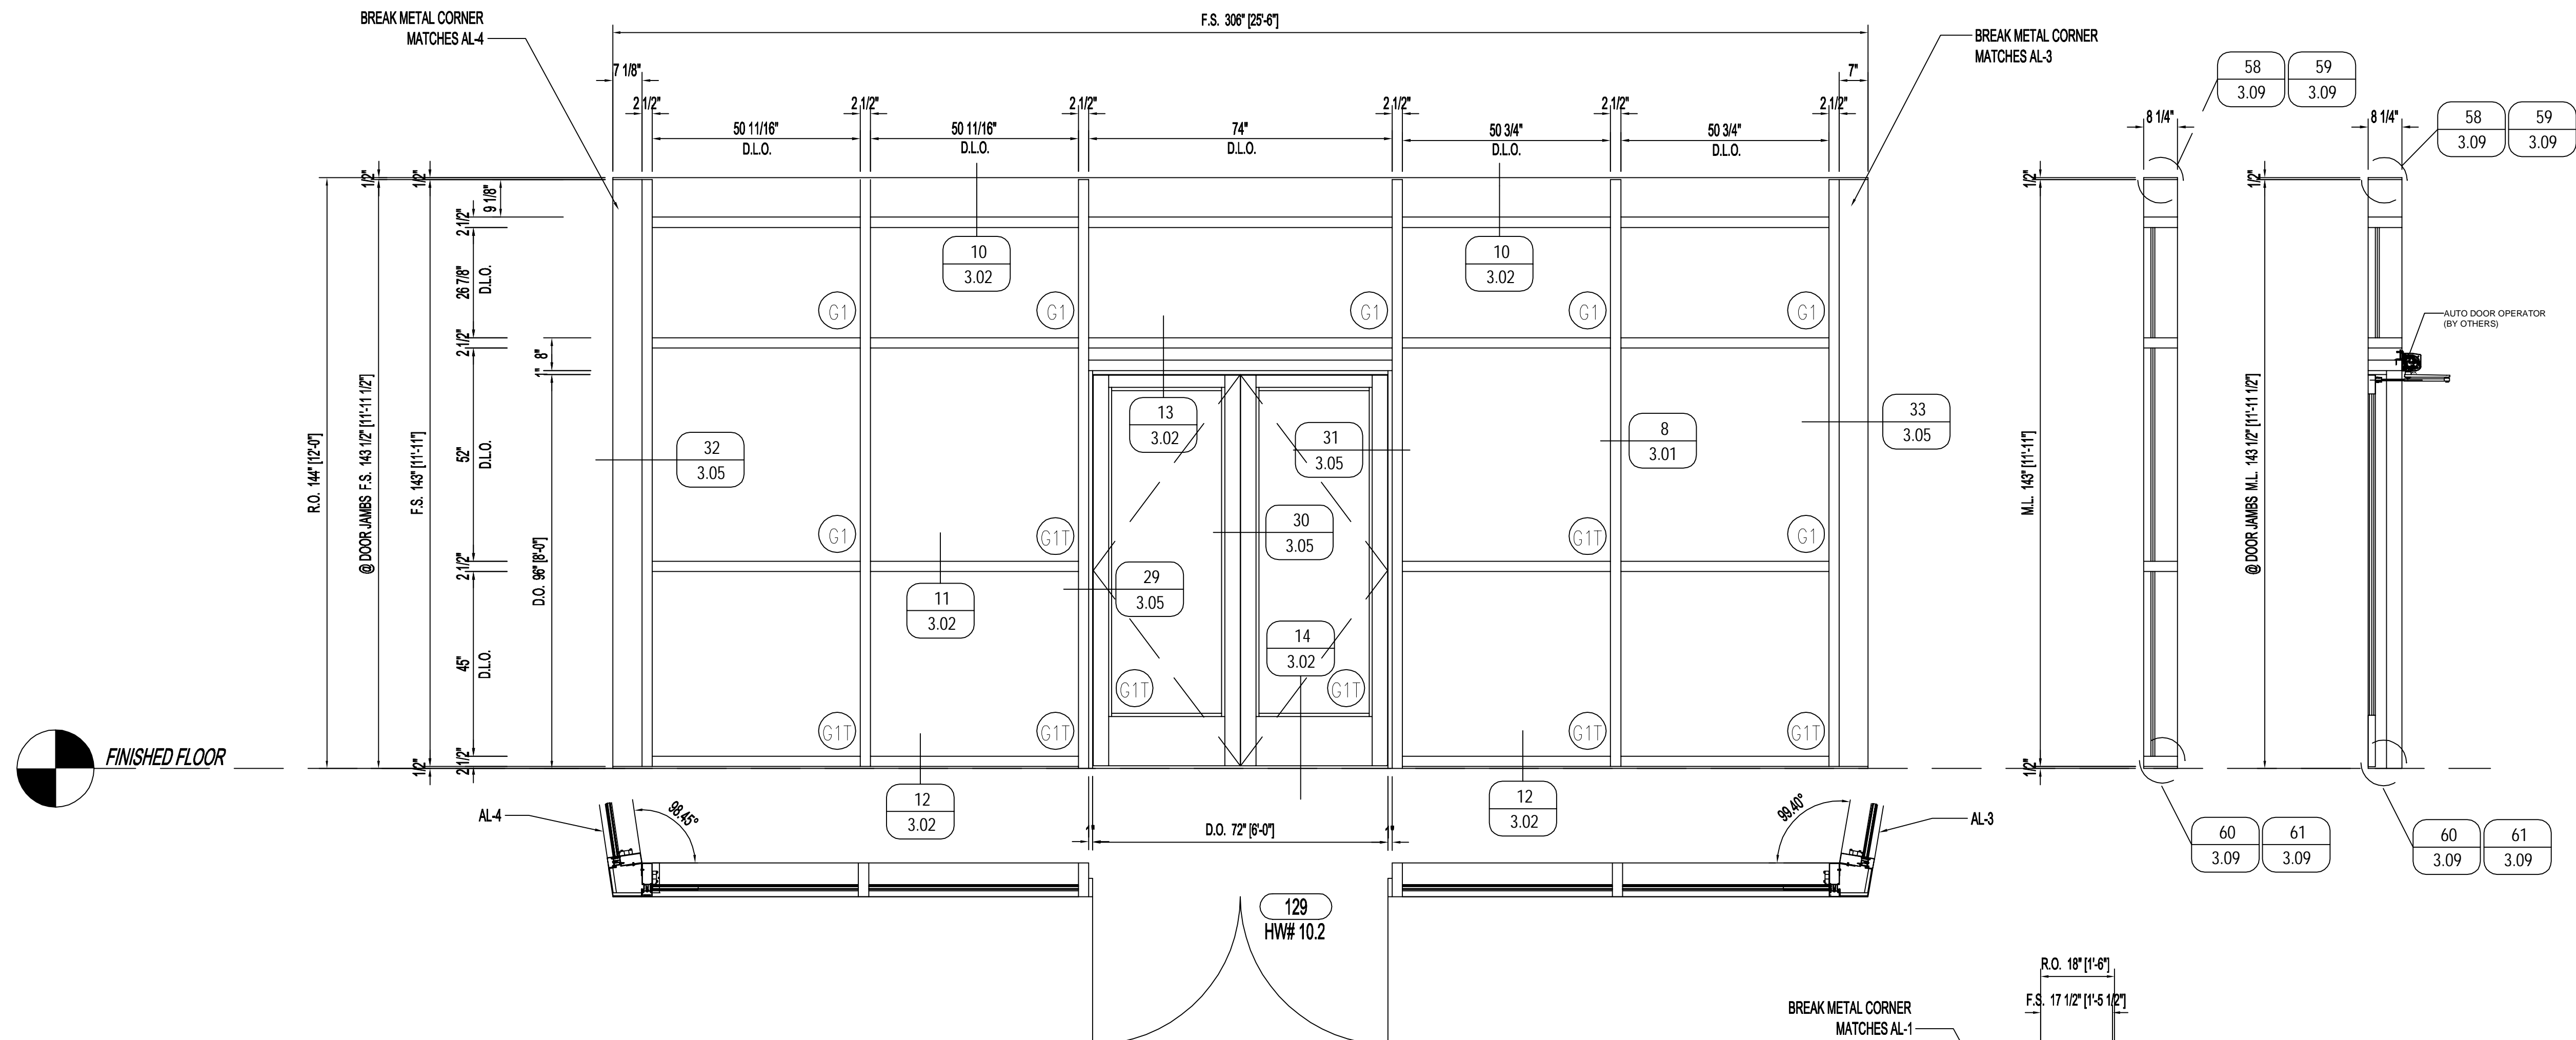 BREAK METAL CORNER
MATCHES AL-4
F.S. 306" [25'-6"]
BREAK METAL CORNER
MATCHES AL-3
7 1/8"
7"
2 1/2"
2 1/2"
2 1/2"
2 1/2"
2 1/2"
2 1/2"
50 11/16"
D.L.O.
50 11/16"
D.L.O.
74"
D.L.O.
50 3/4"
D.L.O.
50 3/4"
D.L.O.
58
3.09
59
3.09
58
3.09
59
3.09
8 1/4"
8 1/4"
R.O. 144" [12'-0"]
1/2"
@ DOOR JAMBS F.S. 143 1/2" [11'-11 1/2"]
1/2"
F.S. 143" [11'-11"]
1/2"
9 1/8"
2 1/2"
26 7/8"
D.L.O.
2 1/2"
52"
D.L.O.
2 1/2"
45"
D.L.O.
2 1/2"
8"
1"
D.O. 96" [8'-0"]
10
3.02
10
3.02
G1
G1
G1
G1
G1
13
3.02
31
3.05
8
3.01
33
3.05
32
3.05
30
3.05
G1
G1T
G1T
G1
29
3.05
11
3.02
14
3.02
G1T
G1T
G1T
G1T
G1T
G1T
12
3.02
12
3.02
FINISHED FLOOR
1/2"
M.L. 143" [11'-11"]
1/2"
1/2"
@ DOOR JAMBS M.L. 143 1/2" [11'-11 1/2"]
AUTO DOOR OPERATOR
(BY OTHERS)
60
3.09
61
3.09
60
3.09
61
3.09
AL-4
98.45°
D.O. 72" [6'-0"]
99.40°
AL-3
129
HW# 10.2
R.O. 18" [1'-6"]
F.S. 17 1/2" [1'-5 1/2"]
BREAK METAL CORNER
MATCHES AL-1